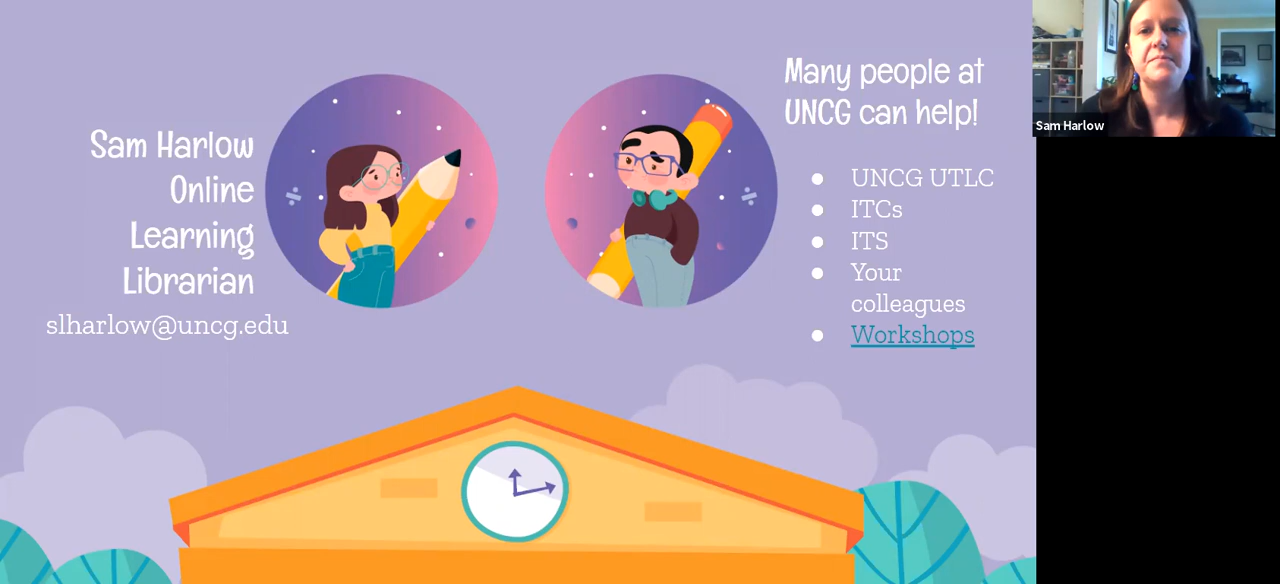 Sam Harlow
Online
Learning
Librarian
slharlow@uncg.edu
Many people at
UNCG can help!
UNCG UTLC
ITCs
ITS
Your
colleagues
Workshops
Sam Harlow